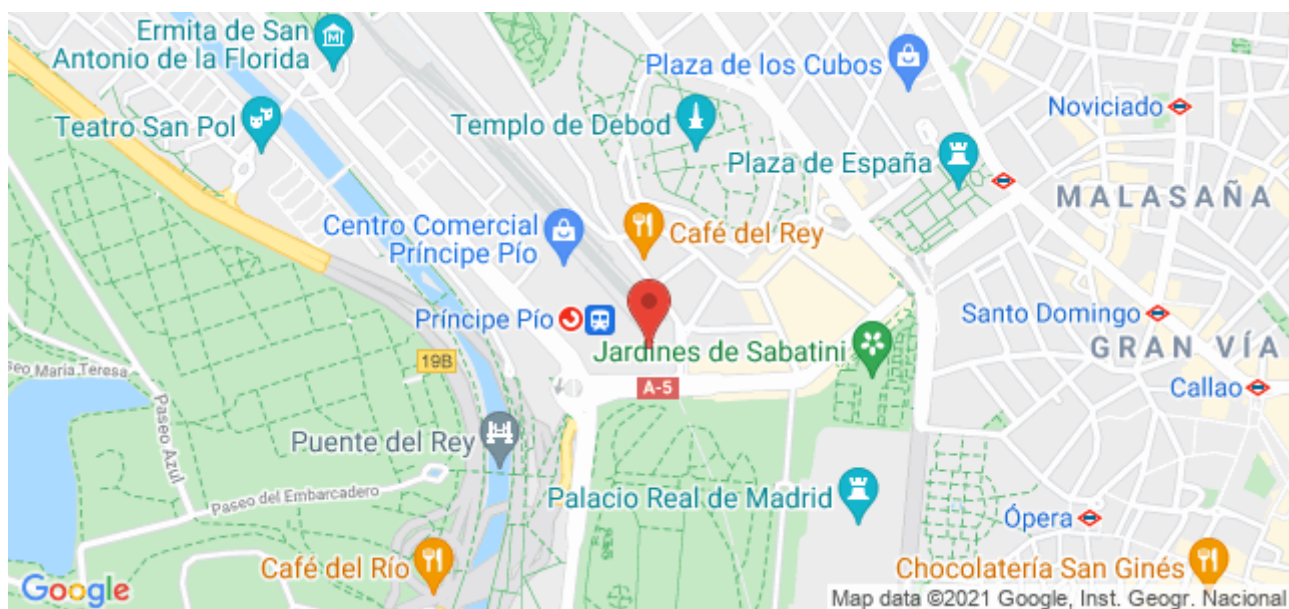 Ermita de San
Antonio de la Florida
Teatro San Pol
Plaza de los Cubos
Noviciado
Templo de Debod
Plaza de España
MALASAÑA
Centro Comercial
Príncipe Pío
Café del Rey
Príncipe Pío
Santo Domingo
Jardines de Sabatini
GRAN VÍA
19B
A-5
Callao
seo María Teresa
Paseo Azul
Puente del Rey
Paseo del Embarcadero
Palacio Real de Madrid
Ópera
Café del Río
Chocolatería San Ginés
Google
Map data ©2021 Google, Inst. Geogr. Nacional